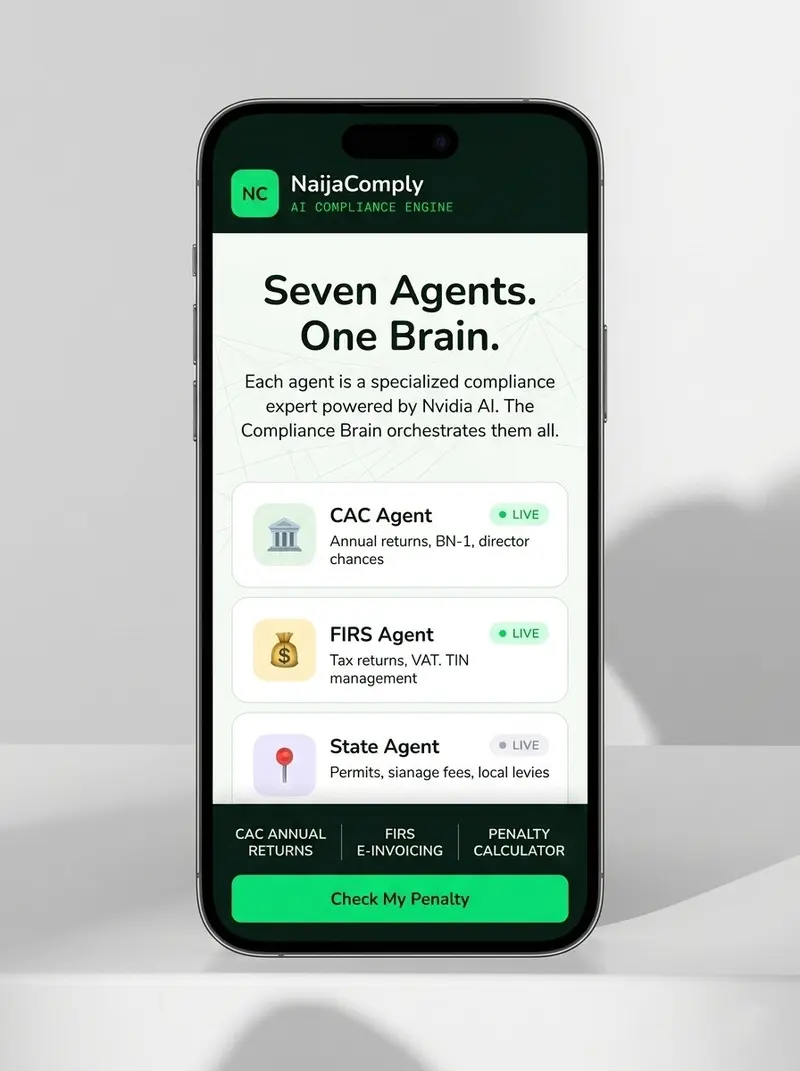 NC
NaijaComply
AI COMPLIANCE ENGINE
Seven Agents.
One Brain.
Each agent is a specialized compliance
expert powered by Nvidia AI. The
Compliance Brain orchestrates them all.
CAC Agent
LIVE
Annual returns, BN-1, director
chances
FIRS Agent
LIVE
Tax returns, VAT. TIN
management
State Agent
LIVE
Permits, sianage fees, local levies
CAC ANNUAL
RETURNS
FIRS
E-INVOICING
PENALTY
CALCULATOR
Check My Penalty